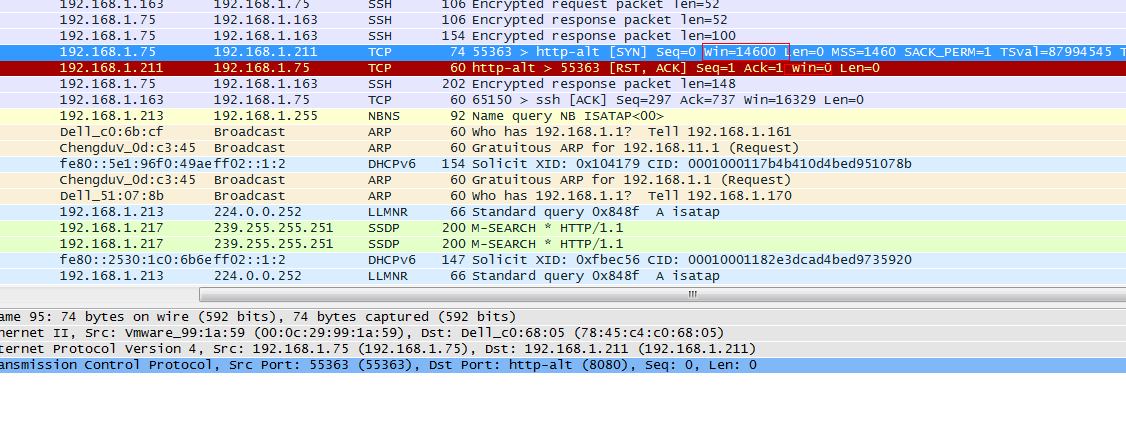 192.168.1.163 192.168.1.75 SSH 106 Encrypted request packet len=52
192.168.1.75 192.168.1.163 SSH 106 Encrypted response packet len=52
192.168.1.75 192.168.1.163 SSH 154 Encrypted response packet len=100
192.168.1.75 192.168.1.211 TCP 74 55363 > http-alt [SYN] Seq=0 Win=14600 Len=0 MSS=1460 SACK_PERM=1 TSval=87994545 T
192.168.1.211 192.168.1.75 TCP 60 http-alt > 55363 [RST, ACK] Seq=1 Ack=1 Win=0 Len=0
192.168.1.75 192.168.1.163 SSH 202 Encrypted response packet len=148
192.168.1.163 192.168.1.75 TCP 60 65150 > ssh [ACK] Seq=297 Ack=737 Win=16329 Len=0
192.168.1.213 192.168.1.255 NBNS 92 Name query NB ISATAP<00>
Dell_c0:6b:cf Broadcast ARP 60 Who has 192.168.1.1? Tell 192.168.1.161
ChengduV_0d:c3:45 Broadcast ARP 60 Gratuitous ARP for 192.168.11.1 (Request)
fe80::5e1:96f0:49aeff02::1:2 DHCPv6 154 Solicit XID: 0x104179 CID: 0001000117b4b410d4bed951078b
ChengduV_0d:c3:45 Broadcast ARP 60 Gratuitous ARP for 192.168.1.1 (Request)
Dell_51:07:8b Broadcast ARP 60 Who has 192.168.1.1? Tell 192.168.1.170
192.168.1.213 224.0.0.252 LLMNR 66 Standard query 0x848f A isatap
192.168.1.217 239.255.255.251 SSDP 200 M-SEARCH * HTTP/1.1
192.168.1.217 239.255.255.251 SSDP 200 M-SEARCH * HTTP/1.1
fe80::2530:1c0:6b6eff02::1:2 DHCPv6 147 Solicit XID: 0xfbec56 CID: 00010001182e3dcad4bed9735920
192.168.1.213 224.0.0.252 LLMNR 66 Standard query 0x848f A isatap
ame 95: 74 bytes on wire (592 bits), 74 bytes captured (592 bits)
hernet II, Src: Vmware_99:1a:59 (00:0c:29:99:1a:59), Dst: Dell_c0:68:05 (78:45:c4:c0:68:05)
ternet Protocol Version 4, Src: 192.168.1.75 (192.168.1.75), Dst: 192.168.1.211 (192.168.1.211)
ansmission Control Protocol, Src Port: 55363 (55363), Dst Port: http-alt (8080), Seq: 0, Len: 0